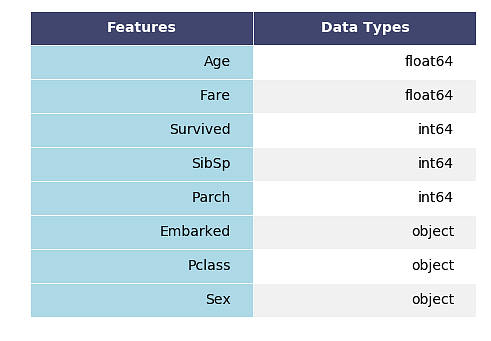 Features Data Types
Age float64
Fare float64
Survived int64
SibSp int64
Parch int64
Embarked object
Pclass object
Sex object